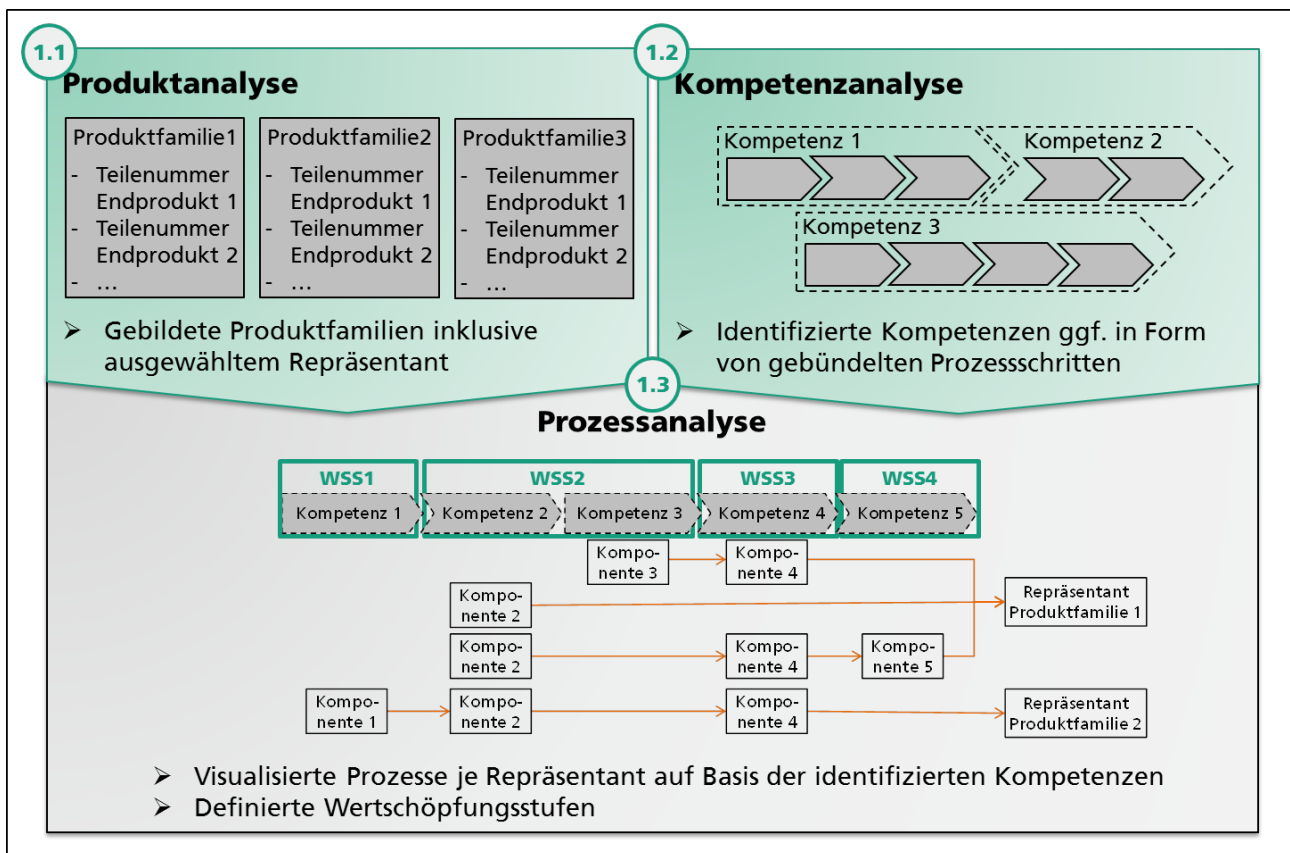 1.1
Produktanalyse
Produktfamilie1
- Teilenummer
Endprodukt 1
- Teilenummer
Endprodukt 2
- ...
Produktfamilie2
- Teilenummer
Endprodukt 1
- Teilenummer
Endprodukt 2
- ...
Produktfamilie3
- Teilenummer
Endprodukt 1
- Teilenummer
Endprodukt 2
- ...
➢ Gebildete Produktfamilien inklusive
ausgewähltem Repräsentant
1.2
Kompetenzanalyse
Kompetenz 1
Kompetenz 2
Kompetenz 3
➢ Identifizierte Kompetenzen ggf. in Form
von gebündelten Prozessschritten
1.3
Prozessanalyse
WSS1
WSS2
WSS3
WSS4
Kompetenz 1
Kompetenz 2
Kompetenz 3
Kompetenz 4
Kompetenz 5
Kompo-
nente 3
Kompo-
nente 4
Kompo-
nente 2
Repräsentant
Produktfamilie 1
Kompo-
nente 2
Kompo-
nente 4
Kompo-
nente 5
Kompo-
nente 1
Kompo-
nente 2
Kompo-
nente 4
Repräsentant
Produktfamilie 2
➢ Visualisierte Prozesse je Repräsentant auf Basis der identifizierten Kompetenzen
➢ Definierte Wertschöpfungsstufen